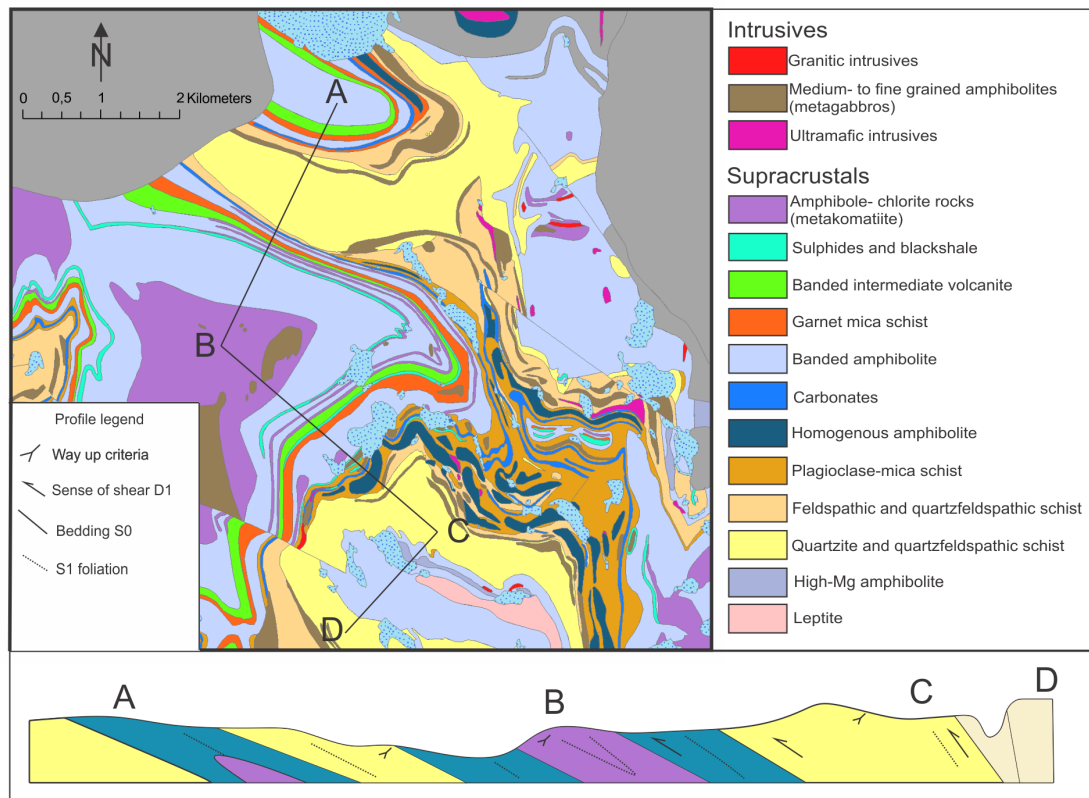 N
0 0,5 1 2 Kilometers
A
B
C
D
Profile legend
Way up criteria
Sense of shear D1
Bedding S0
S1 foliation
Intrusives
Granitic intrusives
Medium- to fine grained amphibolites
(metagabbros)
Ultramafic intrusives
Supracrustals
Amphibole- chlorite rocks
(metakomatiite)
Sulphides and blackshale
Banded intermediate volcanite
Garnet mica schist
Banded amphibolite
Carbonates
Homogenous amphibolite
Plagioclase-mica schist
Feldspathic and quartzfeldspathic schist
Quartzite and quartzfeldspathic schist
High-Mg amphibolite
Leptite
A B C D